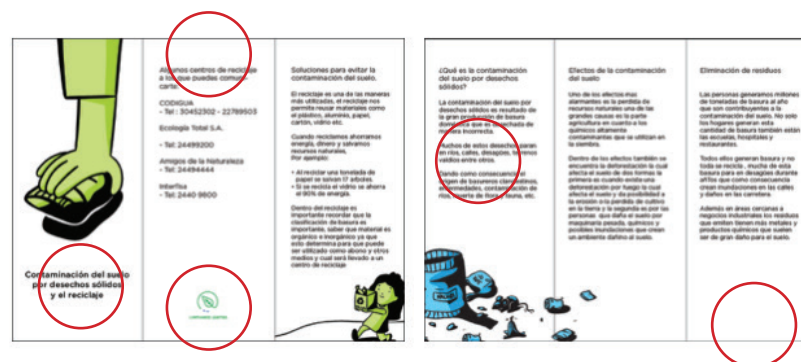 Contaminación del suelo
por desechos sólidos
y el reciclaje
Algunos centros de reciclaje
a los que puedes comuni-
carte:
CODIGUA
- Tel : 30452302 - 22789503
Ecología Total S.A.
- Tel: 24499200
Amigos de la Naturaleza
- Tel: 24494444
Interfisa
- Tel: 2440 9600
Soluciones para evitar la
contaminación del suelo.
El reciclaje es una de las maneras
más utilizadas, el reciclaje nos
permite reusar materiales como
el plástico, aluminio, papel,
cartón, vidrio etc.
Cuando reciclamos ahorramos
energía, dinero y salvamos
recursos naturales.
Por ejemplo:
• Al reciclar una tonelada de
papel se salvan 17 arboles.
• Si se recicla el vidrio se ahorra
el 90% de energía.
Dentro del reciclaje es
importante recordar que la
clasificación de basura es
importante, saber que material es
orgánico e inorgánico ya que
esto determina para que puede
ser utilizado como abono y otros
medios y cual será llevado a un
centro de reciclaje
¿Qué es la contaminación
del suelo por desechos
sólidos?
La contaminación del suelo por
desechos sólidos es resultado de
la gran producción de basura
doméstica que es desechada de
manera incorrecta.
Muchos de estos desechos paran
en ríos, calles, desagües, terrenos
valdíos entre otros.
Dando como consecuencia el
origen de basureros clandestinos,
enfermedades, contaminación de
ríos, muerte de flora y fauna, etc.
Efectos de la contaminación
del suelo
Uno de los efectos mas
alarmantes es la perdida de
recursos naturales una de las
grandes causas es la parte
agricultura en cuanto a los
químicos altamente
contaminantes que se utilizan en
la siembra.
Dentro de los efectos también se
encuentra la deforestación la cual
afecta el suelo de dos formas la
primera es cuando existe una
deforestación por fuego la cual
afecta el suelo y da posibilidad a
la erosión o la perdida de cultivo
en la tierra y la segunda es por las
personas que daña el suelo por
maquinaria pesada, químicos y
posibles inundaciones que crean
un ambiente dañino al suelo.
Eliminación de residuos
Las personas generamos millones
de toneladas de basura al año
que son contribuyentes a la
contaminación del suelo. No solo
los hogares generan esta
cantidad de basura también están
las escuelas, hospitales y
restaurantes.
Todos ellos generan basura y no
toda se recicla , mucha de esta
basura para en desagües durante
años que como consecuencia
crean inundaciones en las calles
y daños en las carretera.
Además en áreas cercanas a
negocios industriales los residuos
que emiten tienen más metales y
productos químicos que suelen
ser de gran daño para el suelo.